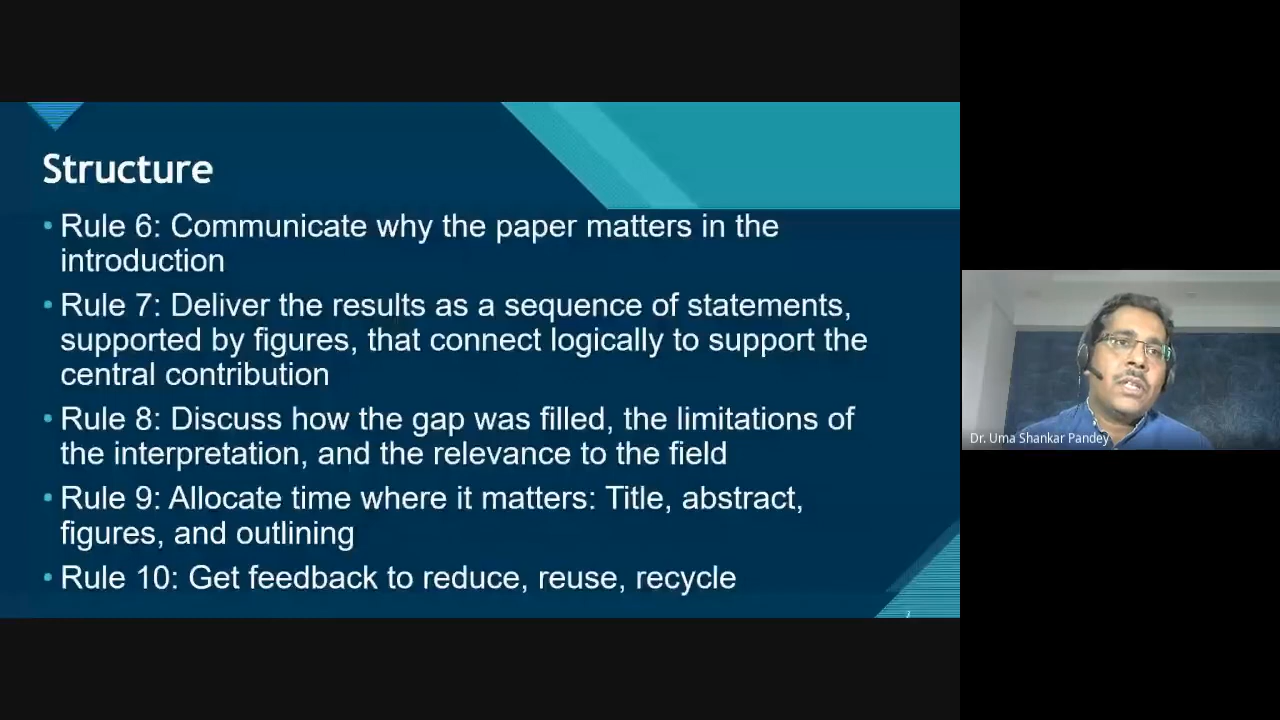 Structure
• Rule 6: Communicate why the paper matters in the
introduction
• Rule 7: Deliver the results as a sequence of statements,
supported by figures, that connect logically to support the
central contribution
• Rule 8: Discuss how the gap was filled, the limitations of
the interpretation, and the relevance to the field
• Rule 9: Allocate time where it matters: Title, abstract,
figures, and outlining
• Rule 10: Get feedback to reduce, reuse, recycle
3
Dr. Uma Shankar Pandey